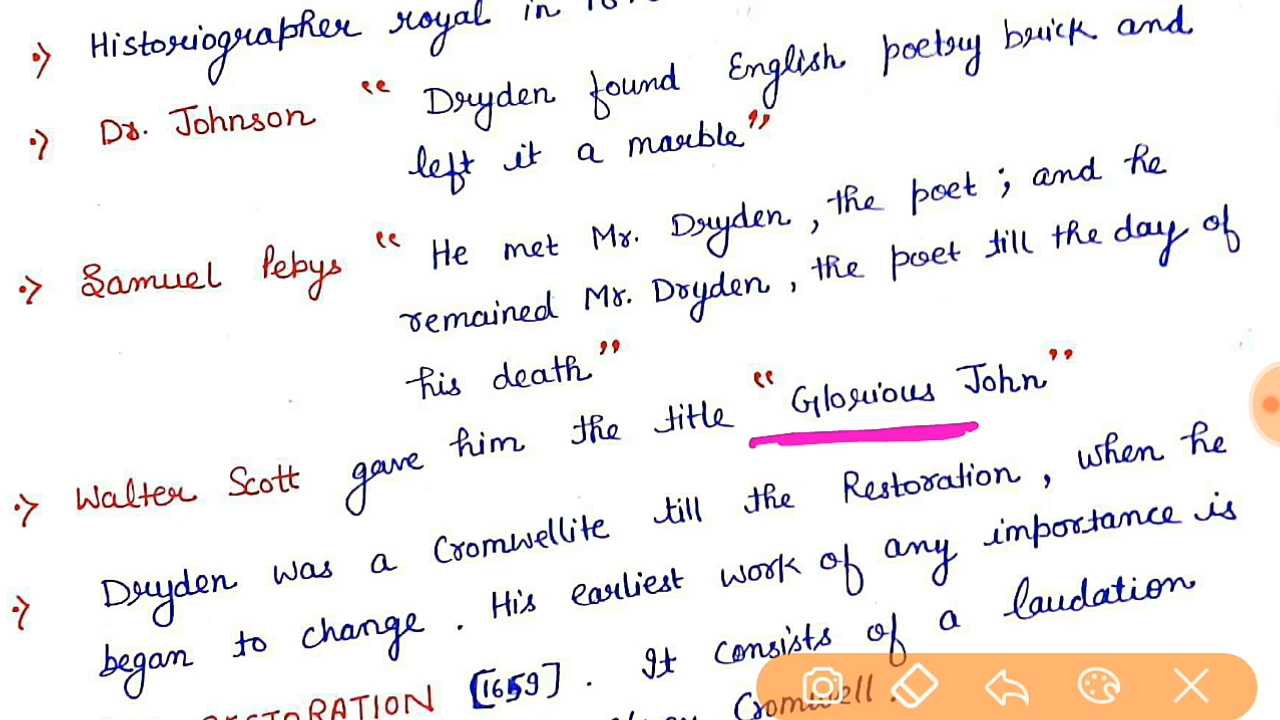 Historiographer royal in
Dr. Johnson “ Dryden found English poetry brick and
left it a marble”
Samuel Pepys “ He met Mr. Dryden, the poet; and he
remained Mr. Dryden, the poet till the day of
his death”
Walter Scott gave him the title “Glorious John”
Dryden was a Cromwellite till the Restoration, when he
began to change. His earliest work of any importance is
RESTORATION [1659]. It consists of a laudation
Cromwell.